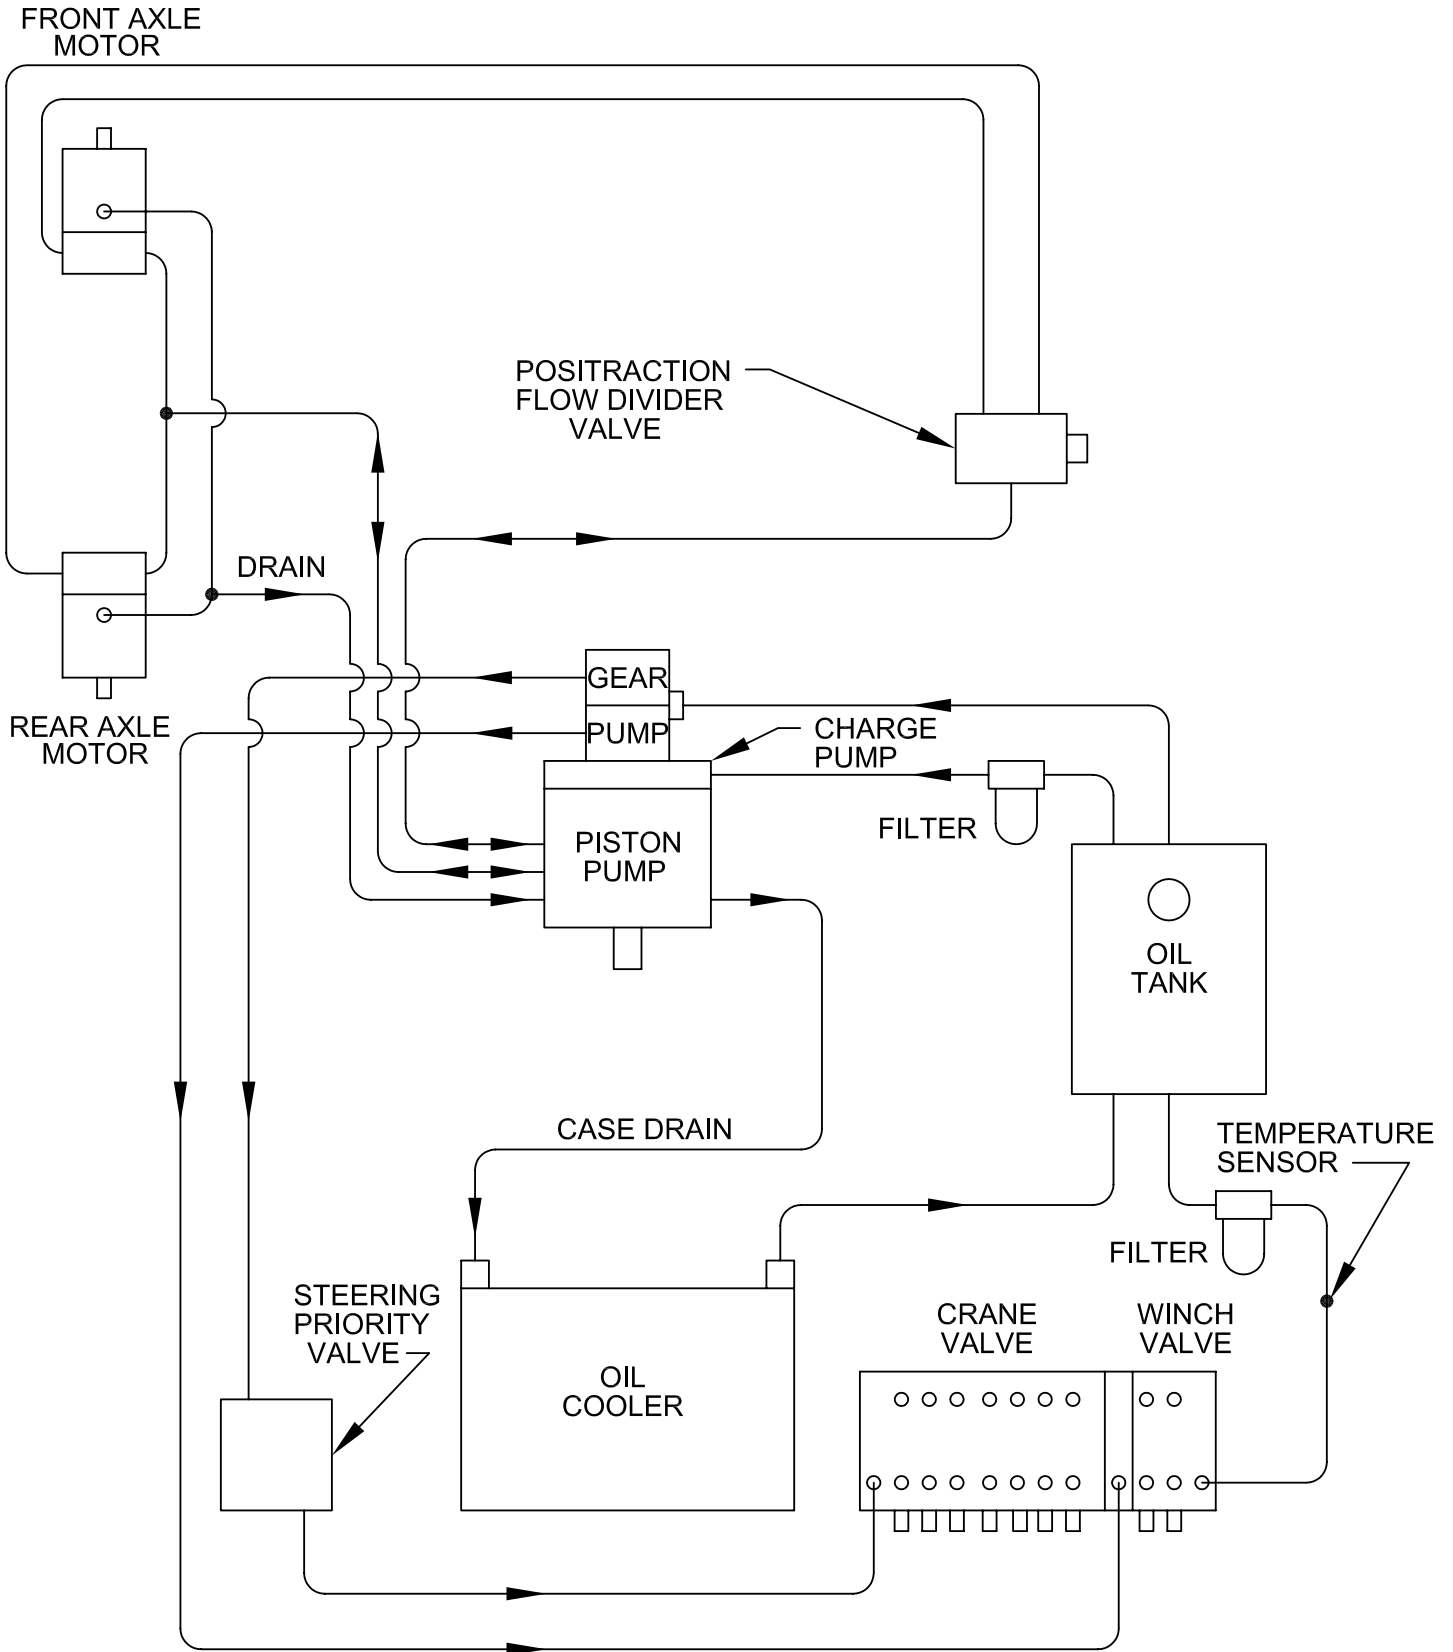 FRONT AXLE
MOTOR
POSITRACTION
FLOW DIVIDER
VALVE
DRAIN
REAR AXLE
MOTOR
GEAR
PUMP
CHARGE
PUMP
FILTER
PISTON
PUMP
OIL
TANK
CASE DRAIN
TEMPERATURE
SENSOR
FILTER
STEERING
PRIORITY
VALVE
OIL
COOLER
CRANE
VALVE
WINCH
VALVE